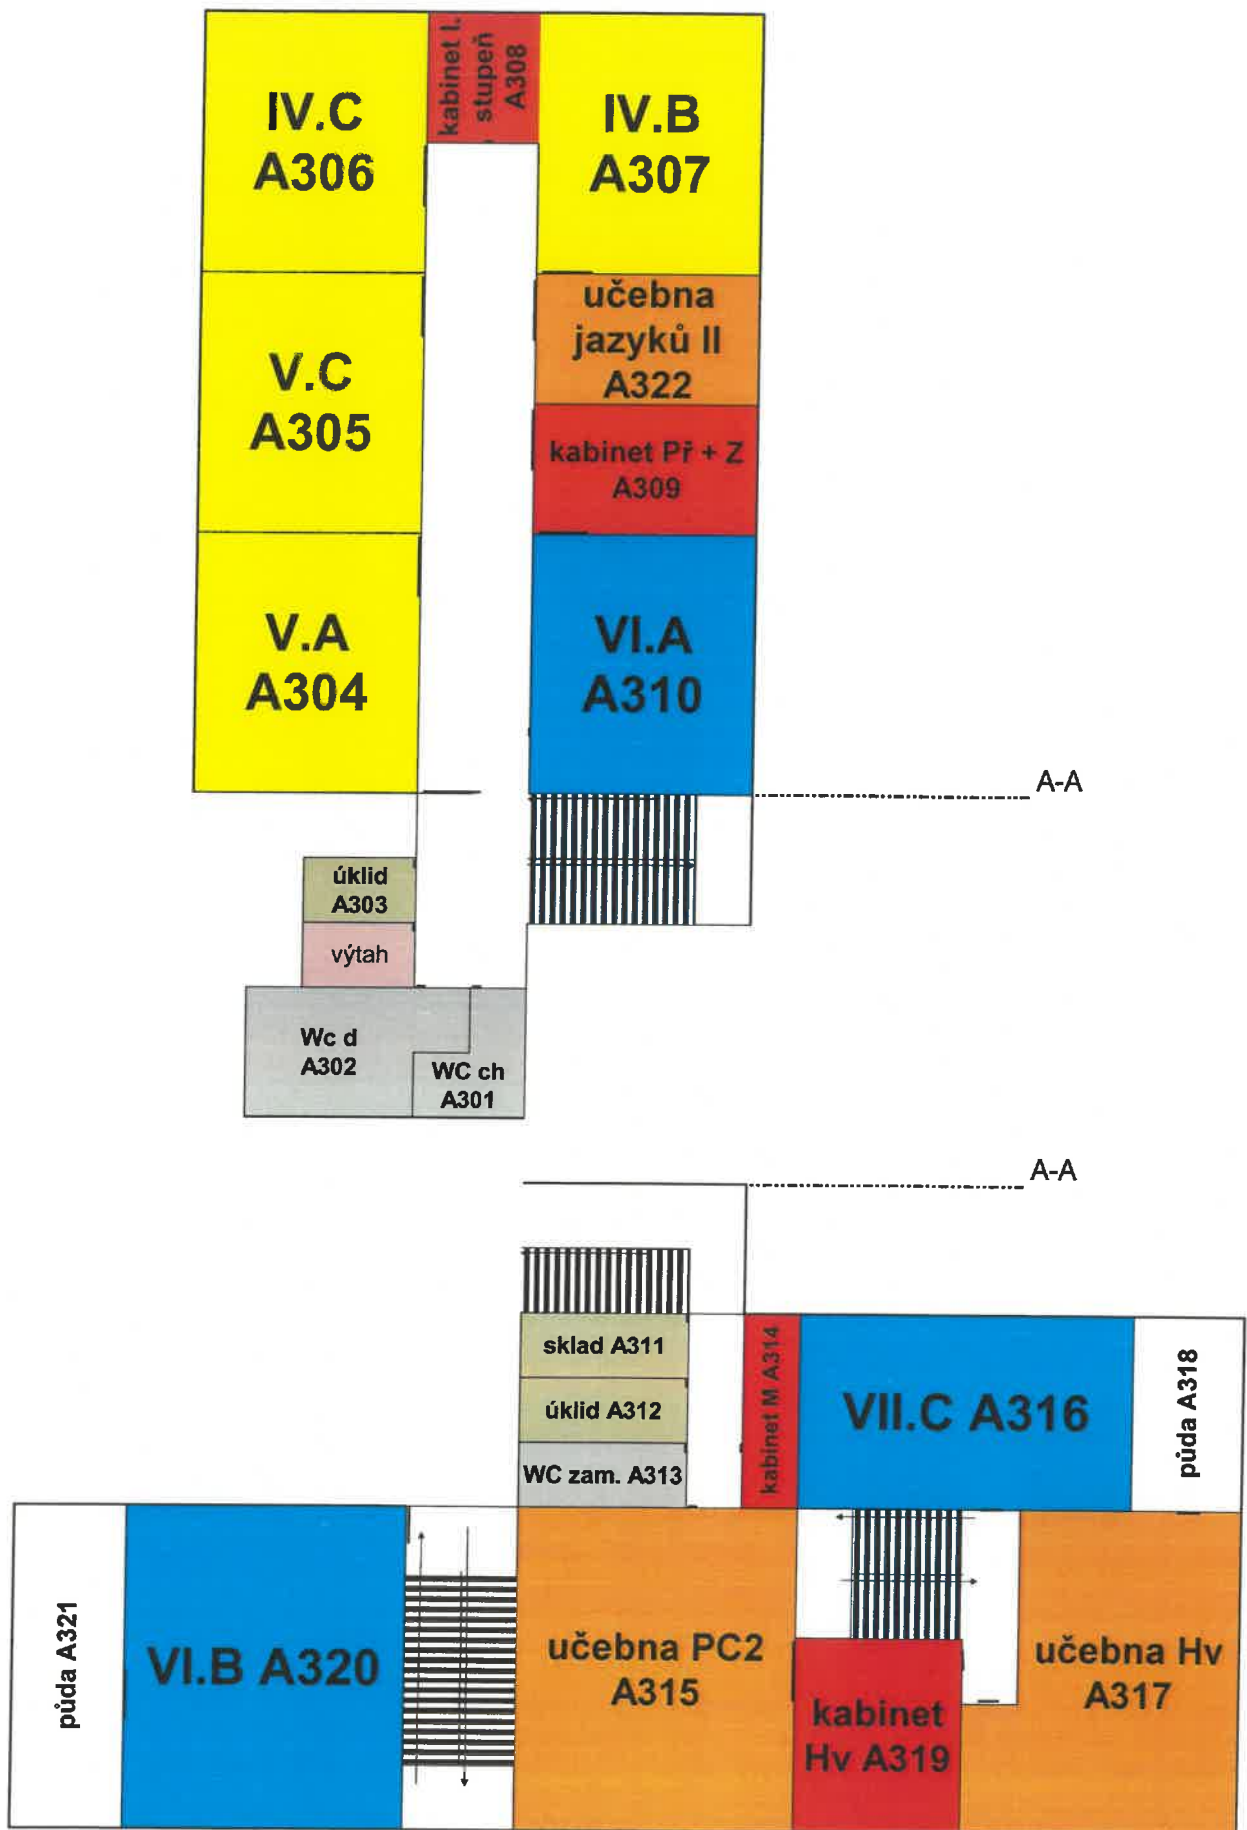 IV.C
A306
kabinet I.
stupeň
A308
IV.B
A307
učebna
jazyků II
A322
V.C
A305
kabinet Př + Z
A309
V.A
A304
VI.A
A310
A-A
úklid
A303
výtah
Wc d
A302
WC ch
A301
A-A
sklad A311
úklid A312
WC zam. A313
kabinet M A314
VII.C A316
půda A318
půda A321
VI.B A320
učebna PC2
A315
kabinet
Hv A319
učebna Hv
A317